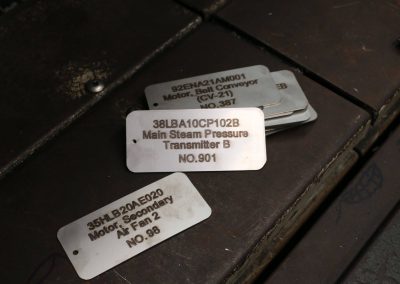 92ENA21AM001
Motor, Belt Conveyor
(CV-21)
NO.387
EB
38LBA10CP102B
Main Steam Pressure
Transmitter B
NO.901
35HLB20AE020
Motor, Secondary
Air Fan 2
NO.98